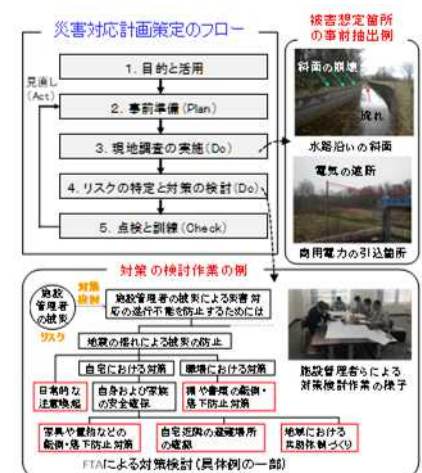 災害対応計画策定のフロー
1. 目的と活用
見直し
(Act)
2. 事前準備(Plan)
3. 現地調査の実施(Do)
4. リスクの特定と対策の検討(Do)
5. 点検と訓練(Check)
被害想定箇所
の事前抽出例
斜面の崩壊
流れ
水路沿いの斜面
電気の遮断
商用電力の引込箇所
対策の検討作業の例
施設
管理者
の被災
リスク
対策
検討
施設管理者の被災による災害対
応の遂行不能を防止するためには
地震の揺れによる被災の防止
自宅における対策
職場における対策
日常的な
注意喚起
自身および家族
の安全確保
棚や書類の転倒・
落下防止対策
家具や置物などの
転倒・落下防止対策
自宅近隣の避難場所
の確認
地域における
共助体制づくり
FTAによる対策検討(具体例の一部)
施設管理者らによる
対策検討作業の様子